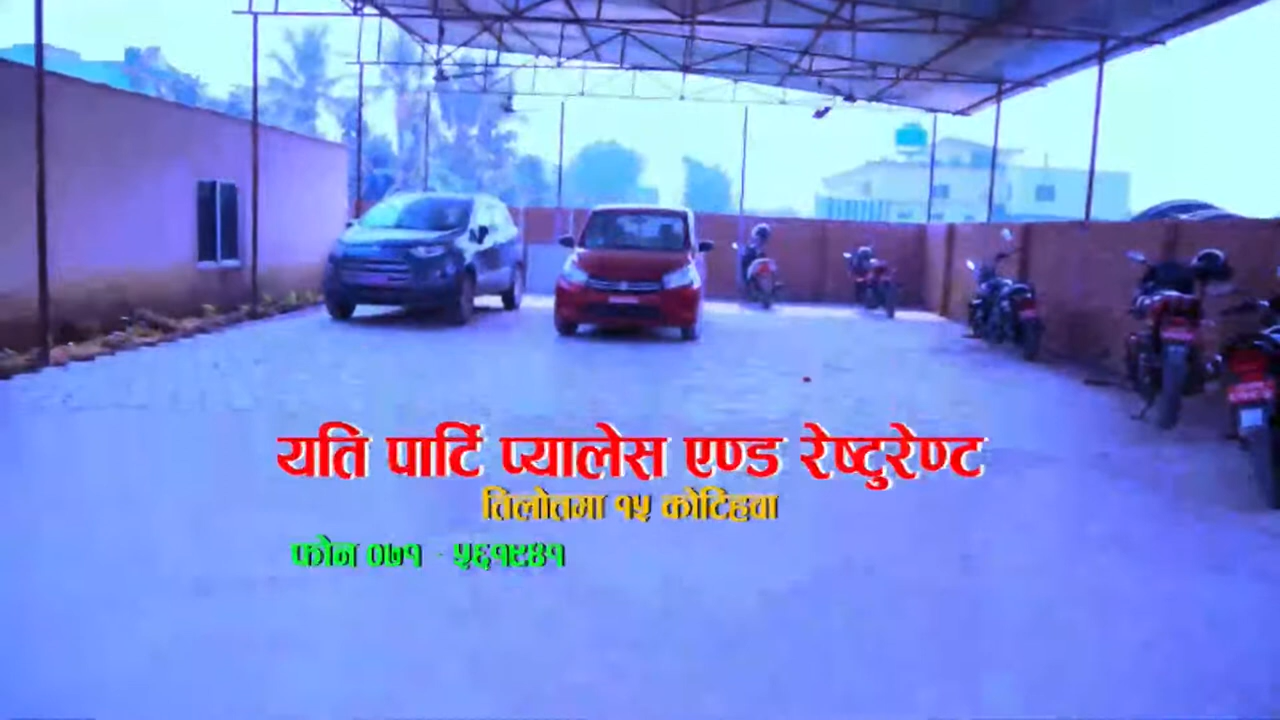 यति पार्टि प्यालेस एण्ड रेष्टुरेण्ट
तिलोतमा १५ कोटिहवा
फोन ०७१ - ५६१९४१